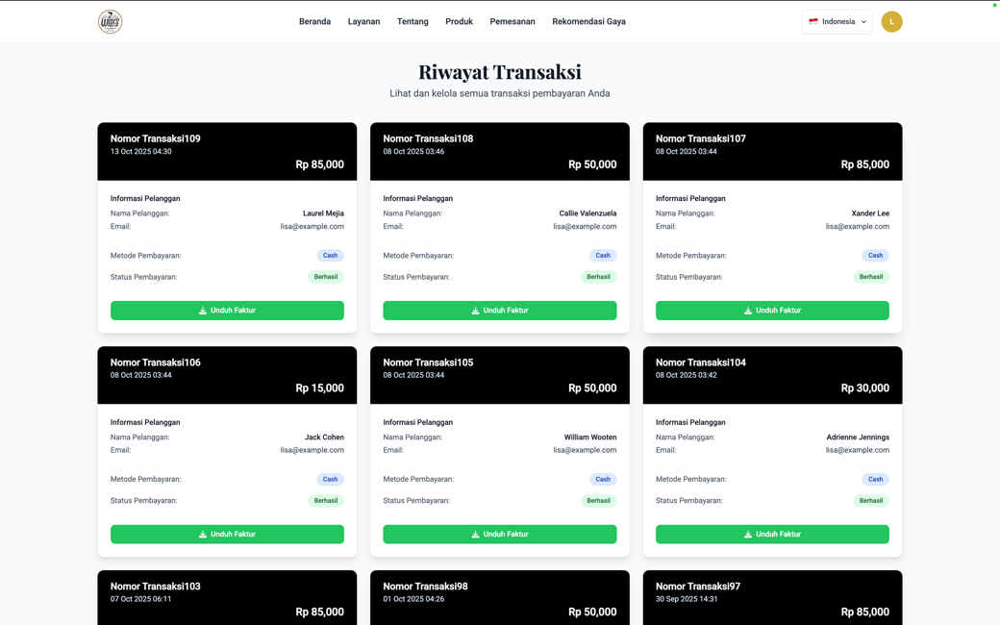 WOX'S
Beranda Layanan Tentang Produk Pemesanan Rekomendasi Gaya
Indonesia
L
Riwayat Transaksi
Lihat dan kelola semua transaksi pembayaran Anda
Nomor Transaksi109
13 Oct 2025 04:30
Rp 85,000
Informasi Pelanggan
Nama Pelanggan: Laurel Mejia
Email: lisa@example.com
Metode Pembayaran: Cash
Status Pembayaran: Berhasil
Unduh Faktur
Nomor Transaksi108
08 Oct 2025 03:46
Rp 50,000
Informasi Pelanggan
Nama Pelanggan: Callie Valenzuela
Email: lisa@example.com
Metode Pembayaran: Cash
Status Pembayaran: Berhasil
Unduh Faktur
Nomor Transaksi107
08 Oct 2025 03:44
Rp 85,000
Informasi Pelanggan
Nama Pelanggan: Xander Lee
Email: lisa@example.com
Metode Pembayaran: Cash
Status Pembayaran: Berhasil
Unduh Faktur
Nomor Transaksi106
08 Oct 2025 03:44
Rp 15,000
Informasi Pelanggan
Nama Pelanggan: Jack Cohen
Email: lisa@example.com
Metode Pembayaran: Cash
Status Pembayaran: Berhasil
Unduh Faktur
Nomor Transaksi105
08 Oct 2025 03:44
Rp 50,000
Informasi Pelanggan
Nama Pelanggan: William Wooten
Email: lisa@example.com
Metode Pembayaran: Cash
Status Pembayaran: Berhasil
Unduh Faktur
Nomor Transaksi104
08 Oct 2025 03:42
Rp 30,000
Informasi Pelanggan
Nama Pelanggan: Adrienne Jennings
Email: lisa@example.com
Metode Pembayaran: Cash
Status Pembayaran: Berhasil
Unduh Faktur
Nomor Transaksi103
07 Oct 2025 06:11
Rp 85,000
Nomor Transaksi98
01 Oct 2025 04:26
Rp 50,000
Nomor Transaksi97
30 Sep 2025 14:31
Rp 85,000